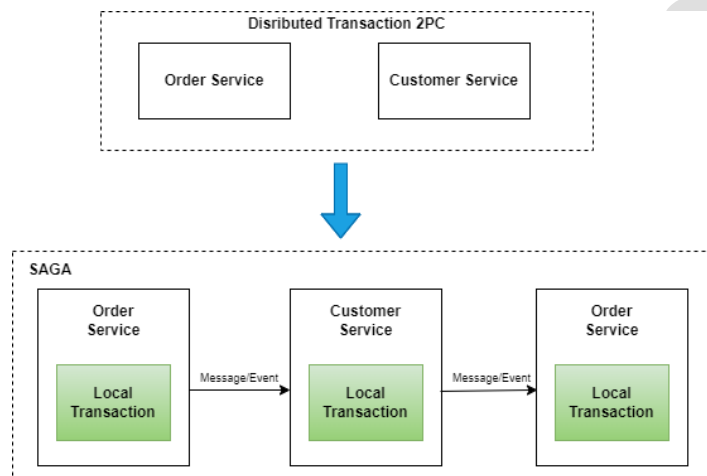 Disributed Transaction 2PC
Order Service
Customer Service
SAGA
Order
Service
Local
Transaction
Message/Event
Customer
Service
Local
Transaction
Message/Event
Order
Service
Local
Transaction